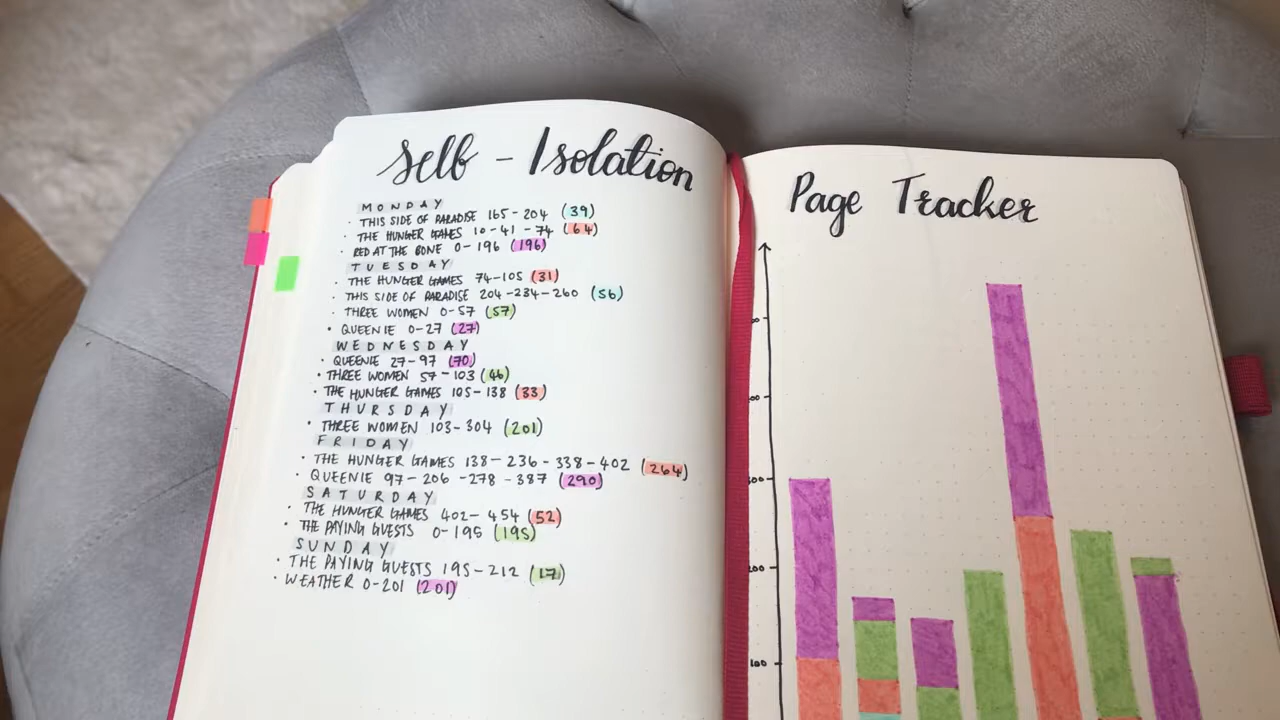 Self - Isolation
MONDAY
· THIS SIDE OF PARADISE 165-204 (39)
· THE HUNGER GAMES 10-41-74 (64)
· RED AT THE BONE 0-196 (196)
TUESDAY
· THE HUNGER GAMES 74-105 (31)
· THIS SIDE OF PARADISE 204-234-260 (56)
· THREE WOMEN 0-57 (57)
· QUEENIE 0-27 (27)
WEDNESDAY
· QUEENIE 27-97 (70)
· THREE WOMEN 57-103 (46)
· THE HUNGER GAMES 105-138 (33)
THURSDAY
· THREE WOMEN 103-304 (201)
FRIDAY
· THE HUNGER GAMES 138-236-338-402 (264)
· QUEENIE 97-206-278-387 (290)
SATURDAY
· THE HUNGER GAMES 402-454 (52)
· THE PAYING GUESTS 0-195 (195)
SUNDAY
· THE PAYING GUESTS 195-212 (17)
· WEATHER 0-201 (201)
Page Tracker
100